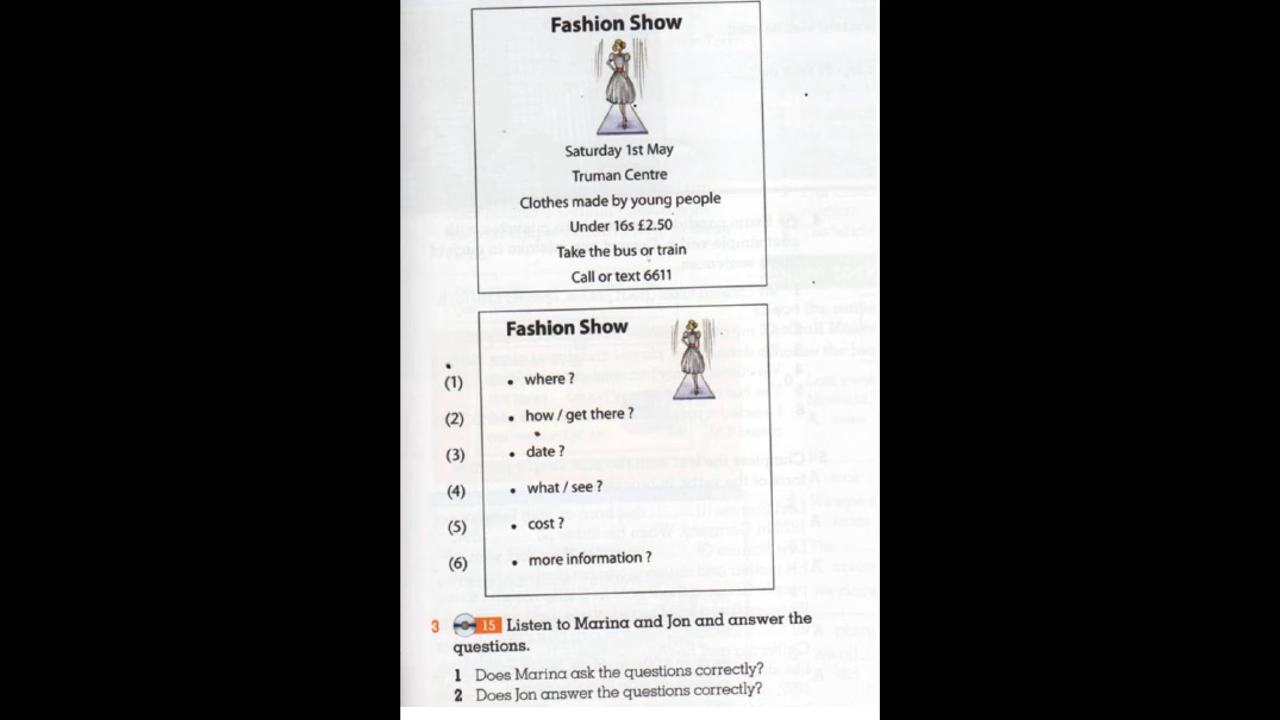 Fashion Show
Saturday 1st May
Truman Centre
Clothes made by young people
Under 16s £2.50
Take the bus or train
Call or text 6611
Fashion Show
(1) • where ?
(2) • how / get there ?
(3) • date ?
(4) • what / see ?
(5) • cost ?
(6) • more information ?
3 15 Listen to Marina and Jon and answer the
questions.
1 Does Marina ask the questions correctly?
2 Does Jon answer the questions correctly?